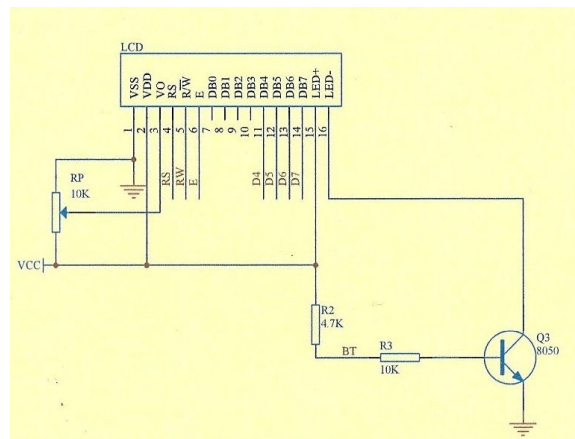 LCD
VSS
VDD
VO
RS
R/W
E
DB0
DB1
DB2
DB3
DB4
DB5
DB6
DB7
LED+
LED-
1
2
3
4
5
6
7
8
9
10
11
12
13
14
15
16
RS
RW
E
D4
D5
D6
D7
RP
10K
VCC
R2
4.7K
BT
R3
10K
Q3
8050